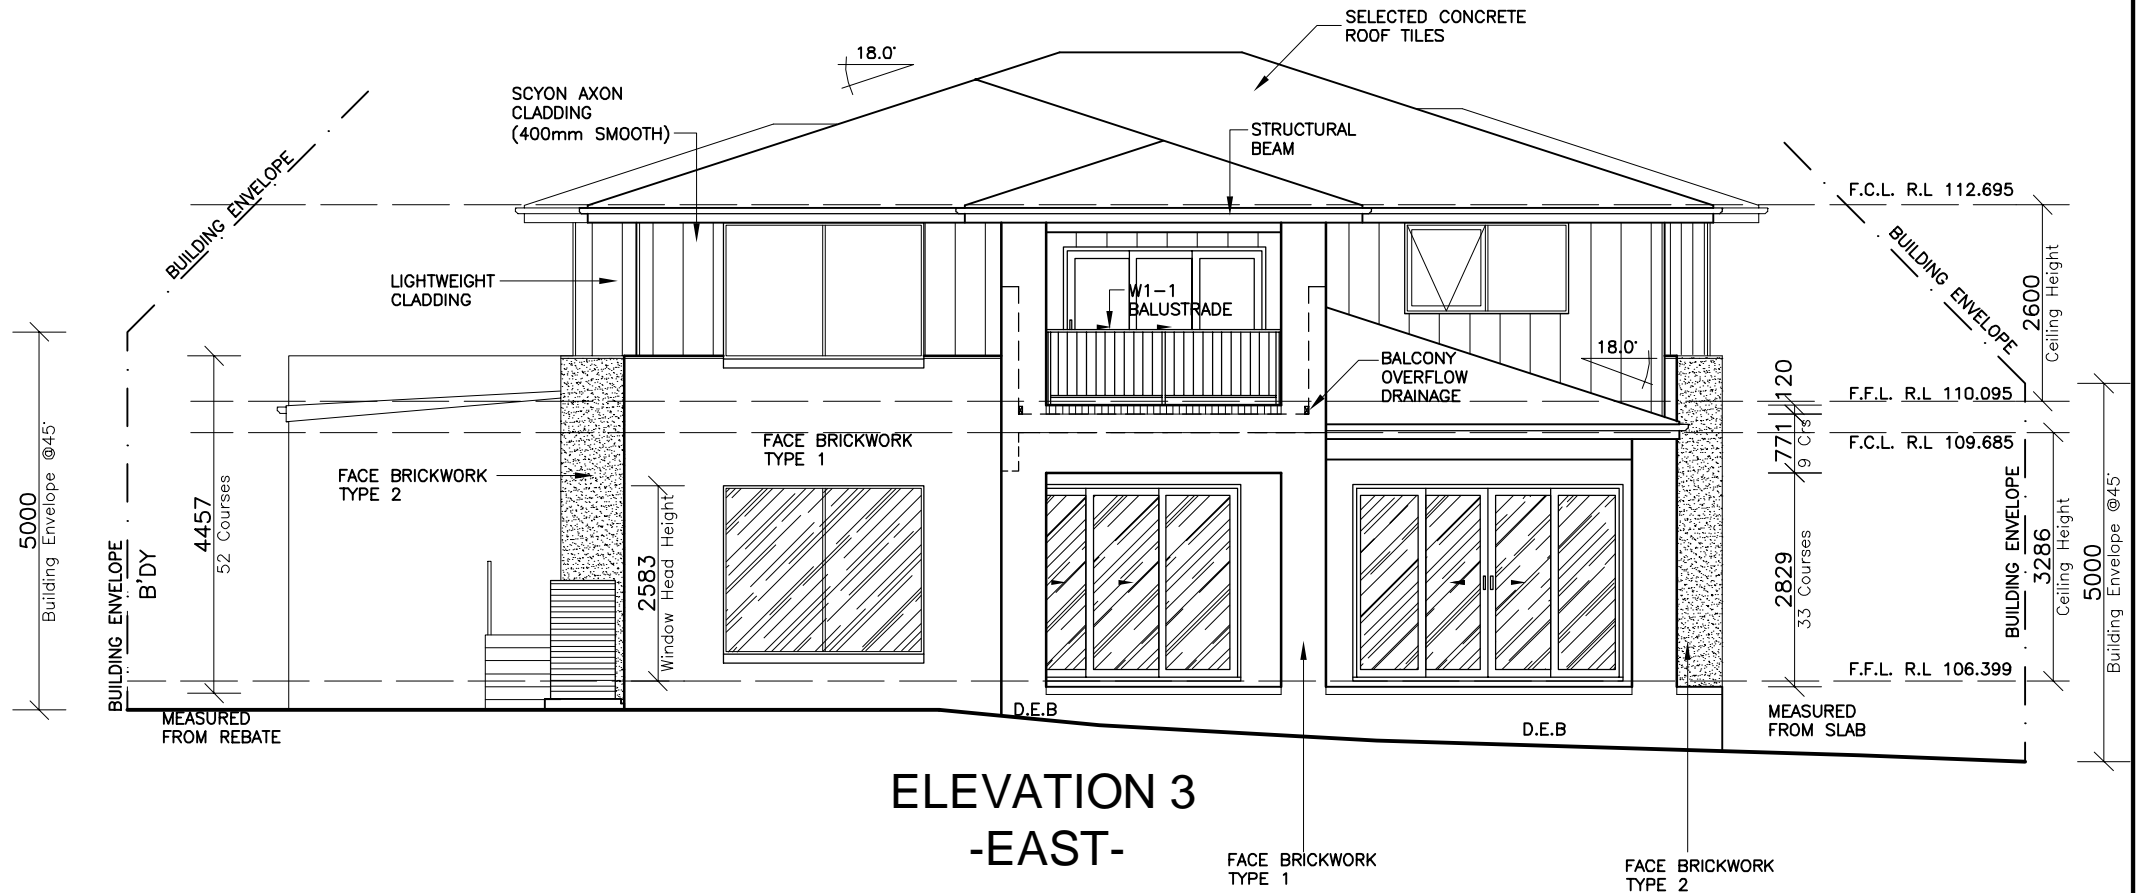 SELECTED CONCRETE
ROOF TILES
18.0°
SCYON AXON
CLADDING
(400mm SMOOTH)
STRUCTURAL
BEAM
BUILDING ENVELOPE
F.C.L. R.L 112.695
BUILDING ENVELOPE
LIGHTWEIGHT
CLADDING
W1-1
BALUSTRADE
2600
Ceiling Height
18.0°
BALCONY
OVERFLOW
DRAINAGE
120
F.F.L. R.L 110.095
771
9 Crs
F.C.L. R.L 109.685
FACE BRICKWORK
TYPE 1
FACE BRICKWORK
TYPE 2
5000
Building Envelope @45°
BUILDING ENVELOPE
B'DY
4457
52 Courses
2583
Window Head Height
2829
33 Courses
BUILDING ENVELOPE
3286
Ceiling Height
5000
Building Envelope @45°
F.F.L. R.L 106.399
MEASURED
FROM REBATE
D.E.B
D.E.B
MEASURED
FROM SLAB
ELEVATION 3
-EAST-
FACE BRICKWORK
TYPE 1
FACE BRICKWORK
TYPE 2